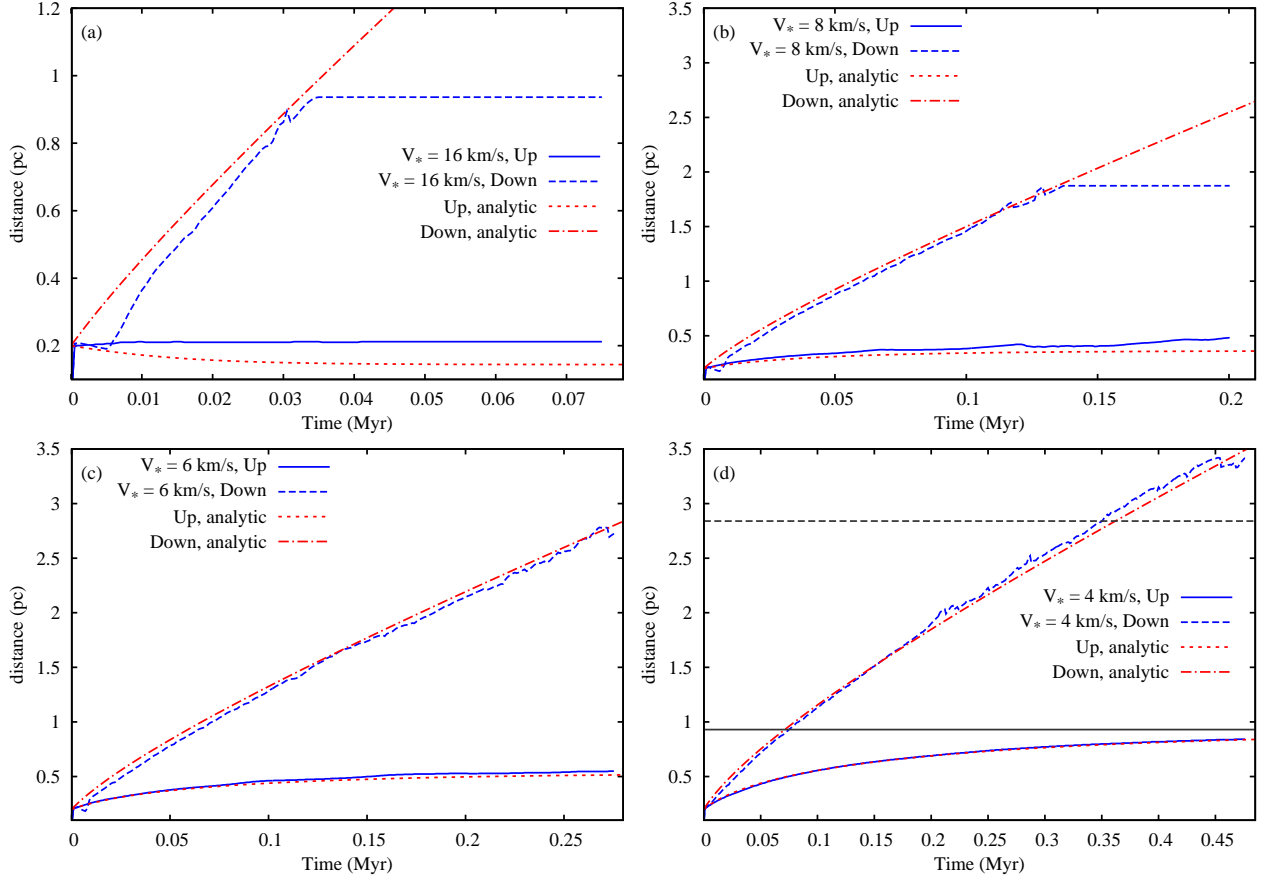 (a)
1.2
1
0.8
0.6
0.4
0.2
distance (pc)
V* = 16 km/s, Up
V* = 16 km/s, Down
Up, analytic
Down, analytic
0 0.01 0.02 0.03 0.04 0.05 0.06 0.07
Time (Myr)
(b)
3.5
3
2.5
2
1.5
1
0.5
distance (pc)
V* = 8 km/s, Up
V* = 8 km/s, Down
Up, analytic
Down, analytic
0 0.05 0.1 0.15 0.2
Time (Myr)
(c)
3.5
3
2.5
2
1.5
1
0.5
distance (pc)
V* = 6 km/s, Up
V* = 6 km/s, Down
Up, analytic
Down, analytic
0 0.05 0.1 0.15 0.2 0.25
Time (Myr)
(d)
3.5
3
2.5
2
1.5
1
0.5
distance (pc)
V* = 4 km/s, Up
V* = 4 km/s, Down
Up, analytic
Down, analytic
0 0.05 0.1 0.15 0.2 0.25 0.3 0.35 0.4 0.45
Time (Myr)